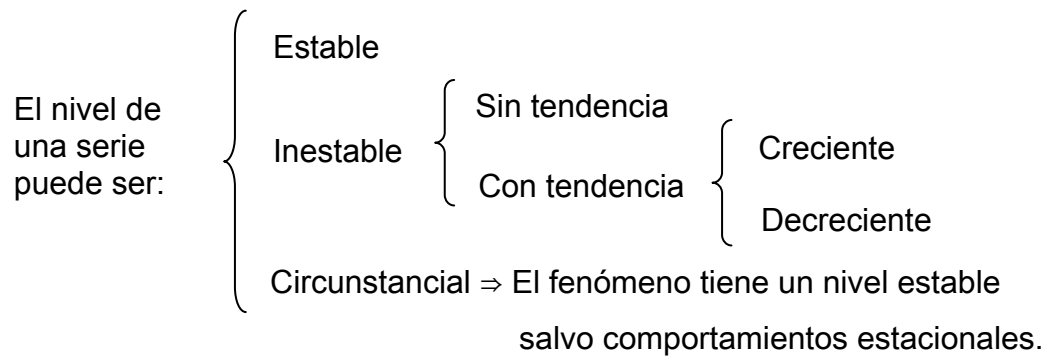 El nivel de
una serie
puede ser:
Estable
Inestable
Sin tendencia
Con tendencia
Creciente
Decreciente
Circunstancial ⇒ El fenómeno tiene un nivel estable
salvo comportamientos estacionales.